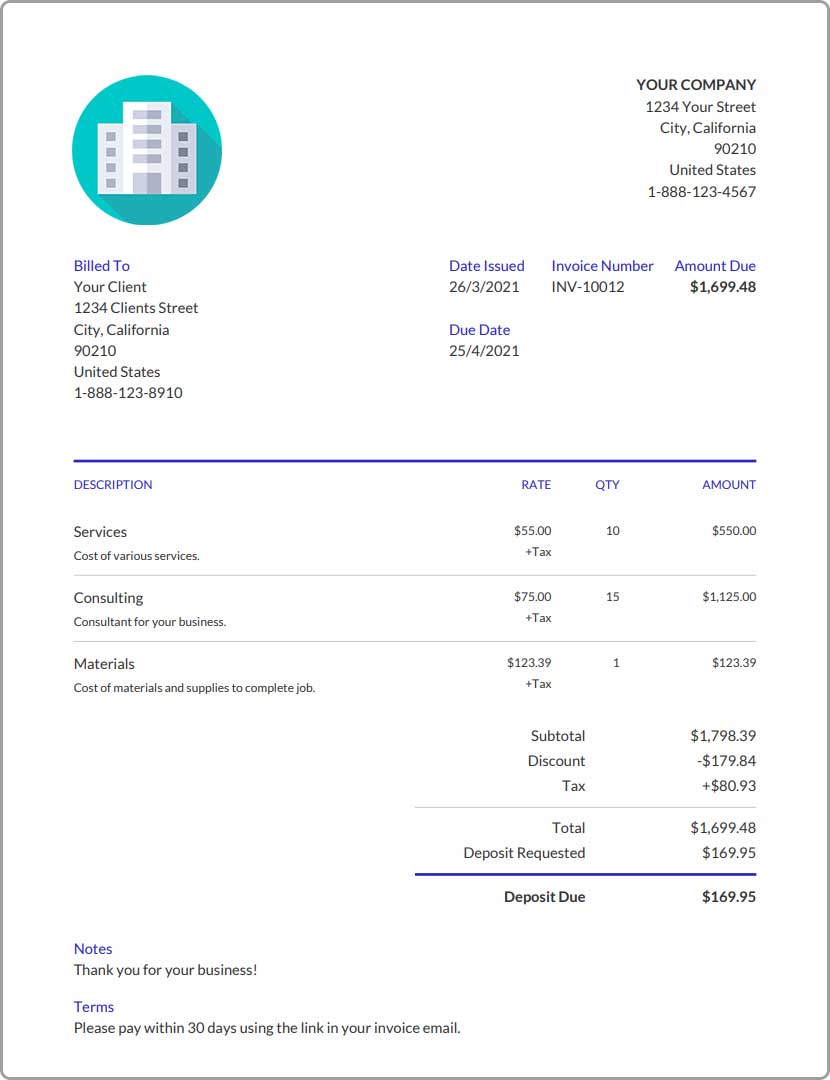 YOUR COMPANY
1234 Your Street
City, California
90210
United States
1-888-123-4567
Billed To
Your Client
1234 Clients Street
City, California
90210
United States
1-888-123-8910
Date Issued
26/3/2021
Due Date
25/4/2021
Invoice Number
INV-10012
Amount Due
$1,699.48
DESCRIPTION RATE QTY AMOUNT
Services $55.00 10 $550.00
Cost of various services. +Tax
Consulting $75.00 15 $1,125.00
Consultant for your business. +Tax
Materials $123.39 1 $123.39
Cost of materials and supplies to complete job. +Tax
Subtotal $1,798.39
Discount -$179.84
Tax +$80.93
Total $1,699.48
Deposit Requested $169.95
Deposit Due $169.95
Notes
Thank you for your business!
Terms
Please pay within 30 days using the link in your invoice email.